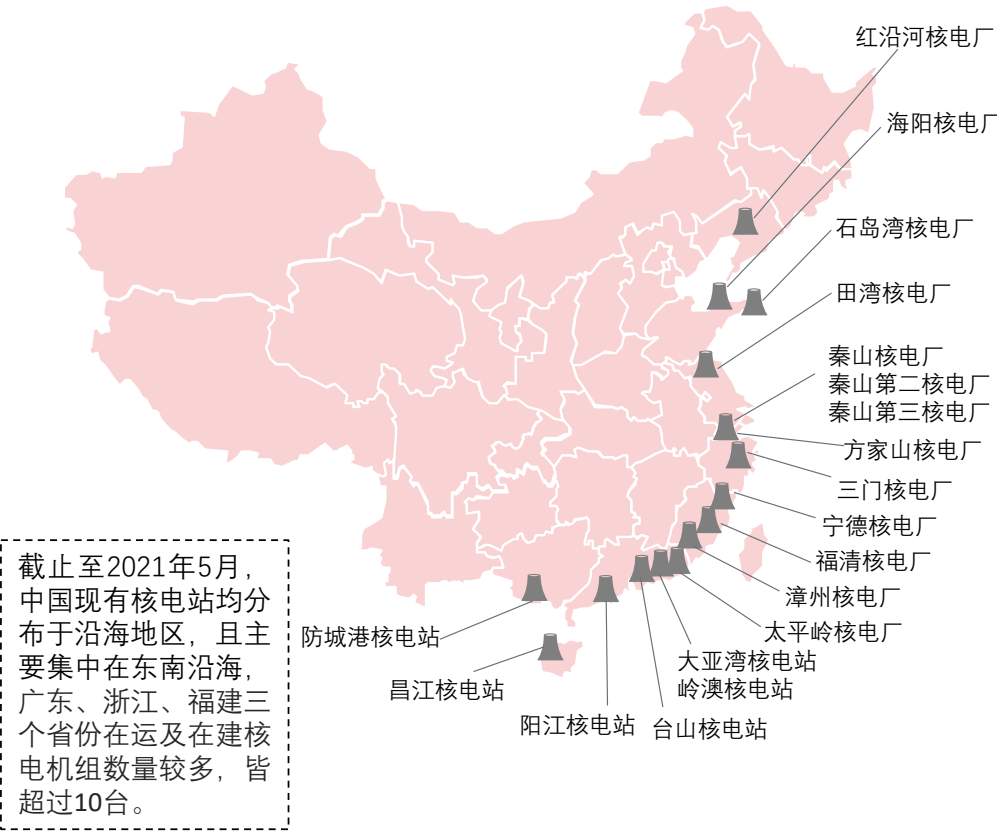 红沿河核电厂
海阳核电厂
石岛湾核电厂
田湾核电厂
秦山核电厂
秦山第二核电厂
秦山第三核电厂
方家山核电厂
三门核电厂
宁德核电厂
福清核电厂
漳州核电厂
太平岭核电厂
大亚湾核电站
岭澳核电站
台山核电站
阳江核电站
昌江核电站
防城港核电站
截止至2021年5月，
中国现有核电站均分
布于沿海地区，且主
要集中在东南沿海，
广东、浙江、福建三
个省份在运及在建核
电机组数量较多，皆
超过10台。